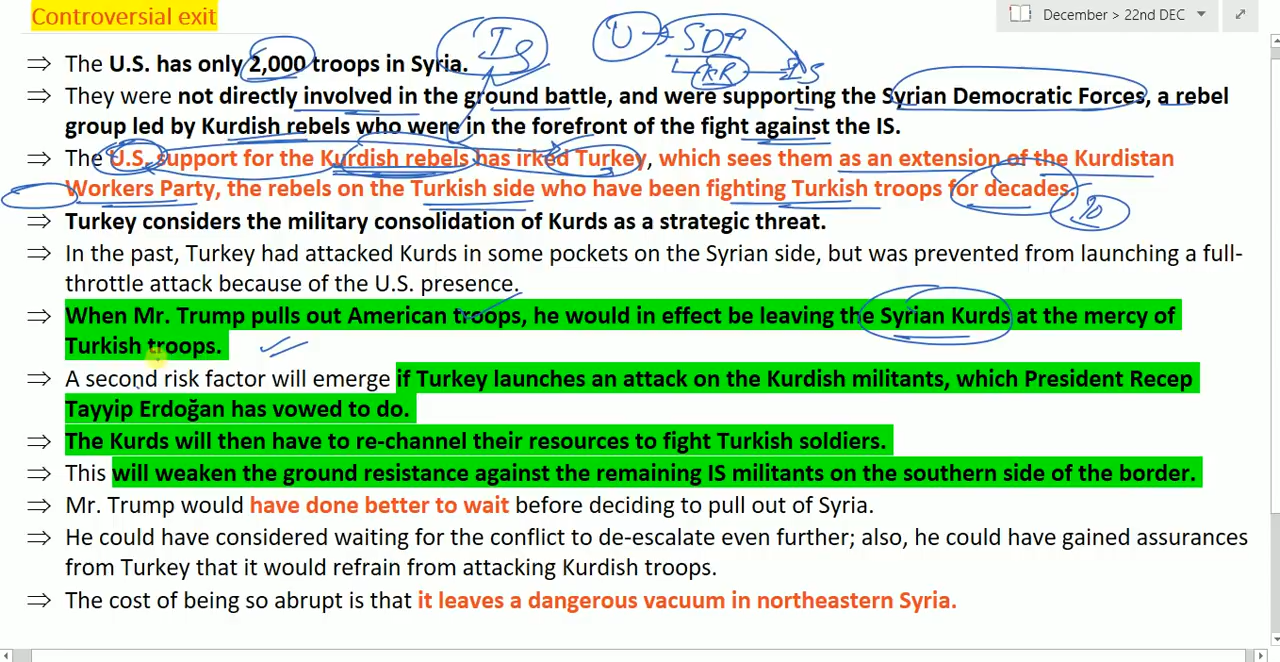 Controversial exit
December > 22nd DEC
IS
U → SDF
KR → IS
⇒ The U.S. has only 2,000 troops in Syria.
⇒ They were not directly involved in the ground battle, and were supporting the Syrian Democratic Forces, a rebel
group led by Kurdish rebels who were in the forefront of the fight against the IS.
⇒ The U.S. support for the Kurdish rebels has irked Turkey, which sees them as an extension of the Kurdistan
Workers Party, the rebels on the Turkish side who have been fighting Turkish troops for decades.
⇒ Turkey considers the military consolidation of Kurds as a strategic threat.
⇒ In the past, Turkey had attacked Kurds in some pockets on the Syrian side, but was prevented from launching a full-
throttle attack because of the U.S. presence.
⇒ When Mr. Trump pulls out American troops, he would in effect be leaving the Syrian Kurds at the mercy of
Turkish troops.
⇒ A second risk factor will emerge if Turkey launches an attack on the Kurdish militants, which President Recep
Tayyip Erdoğan has vowed to do.
⇒ The Kurds will then have to re-channel their resources to fight Turkish soldiers.
⇒ This will weaken the ground resistance against the remaining IS militants on the southern side of the border.
⇒ Mr. Trump would have done better to wait before deciding to pull out of Syria.
⇒ He could have considered waiting for the conflict to de-escalate even further; also, he could have gained assurances
from Turkey that it would refrain from attacking Kurdish troops.
⇒ The cost of being so abrupt is that it leaves a dangerous vacuum in northeastern Syria.